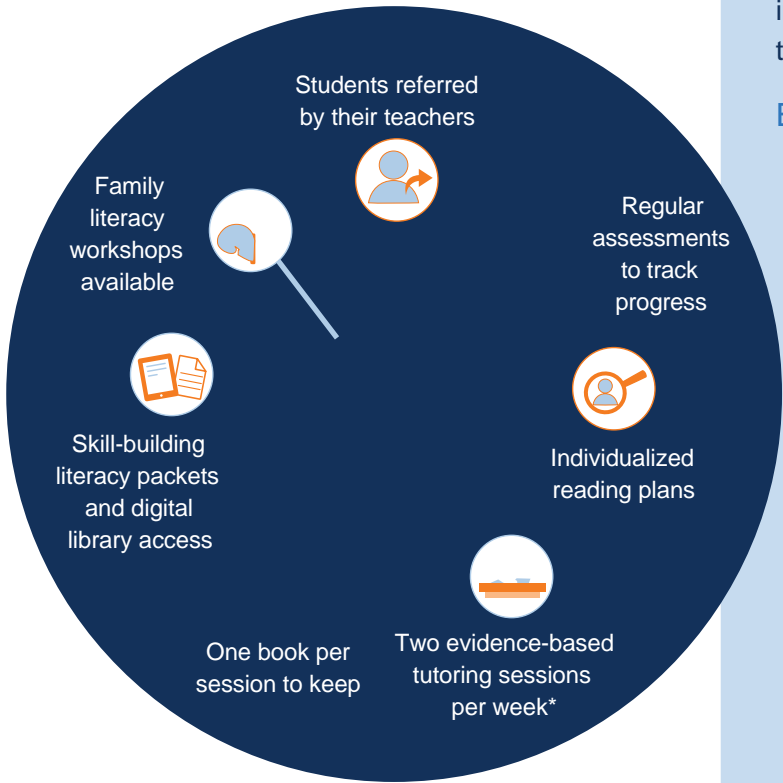 Students referred
by their teachers
Family
literacy
workshops
available
Regular
assessments
to track
progress
Skill-building
literacy packets
and digital
library access
Individualized
reading plans
One book per
session to keep
Two evidence-based
tutoring sessions
per week*